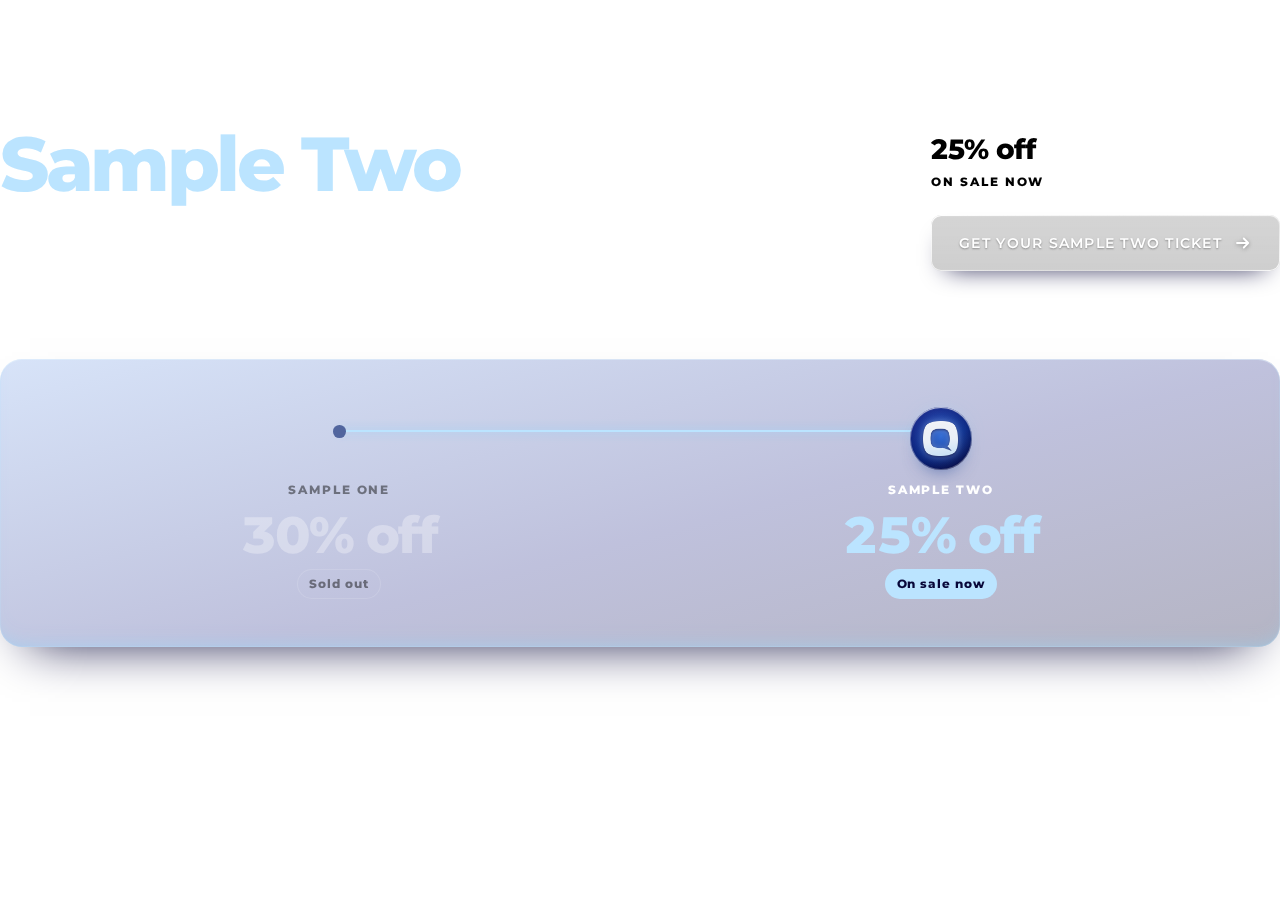 Sample Two
25% off
ON SALE NOW
GET YOUR SAMPLE TWO TICKET
SAMPLE ONE
30% off
Sold out
SAMPLE TWO
25% off
On sale now